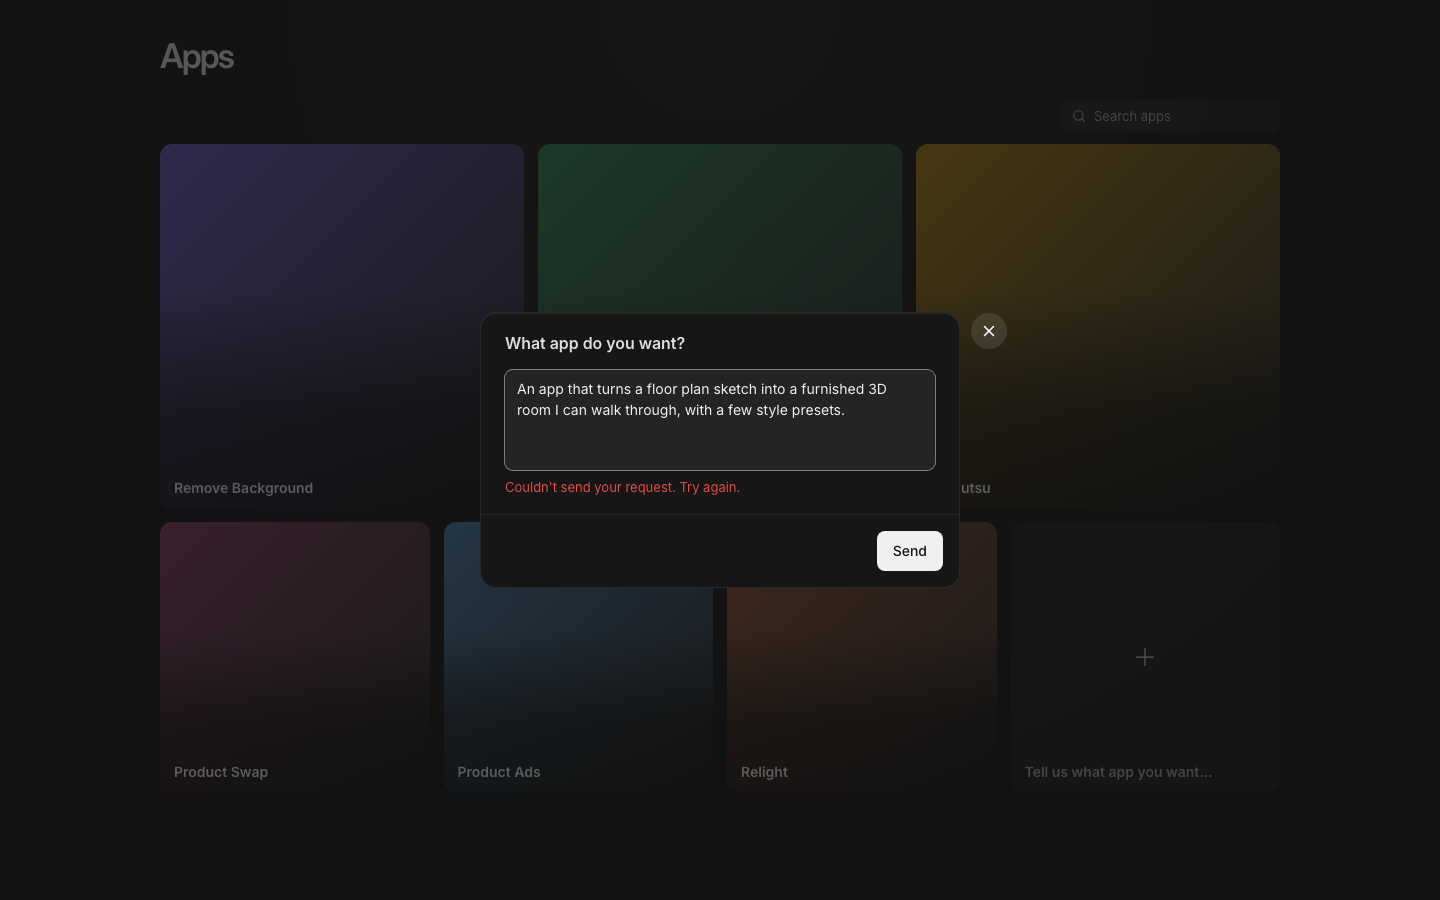 Apps
Search apps
What app do you want?
An app that turns a floor plan sketch into a furnished 3D
room I can walk through, with a few style presets.
Couldn't send your request. Try again.
Send
Remove Background
Product Swap
Product Ads
Relight
Tell us what app you want...